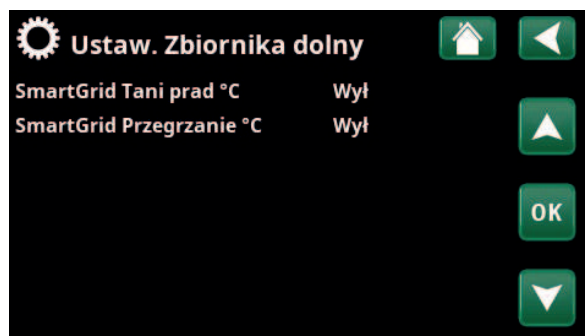 Ustaw. Zbiornika dolny
SmartGrid Tani prad °C Wył
SmartGrid Przegrzanie °C Wył
OK